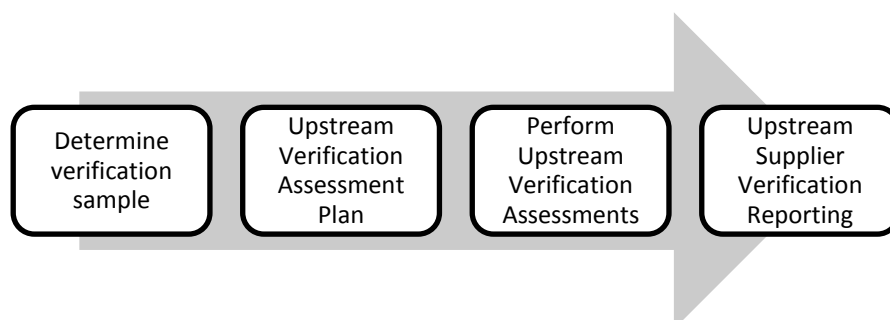 Determine
verification
sample
Upstream
Verification
Assessment
Plan
Perform
Upstream
Verification
Assessments
Upstream
Supplier
Verification
Reporting